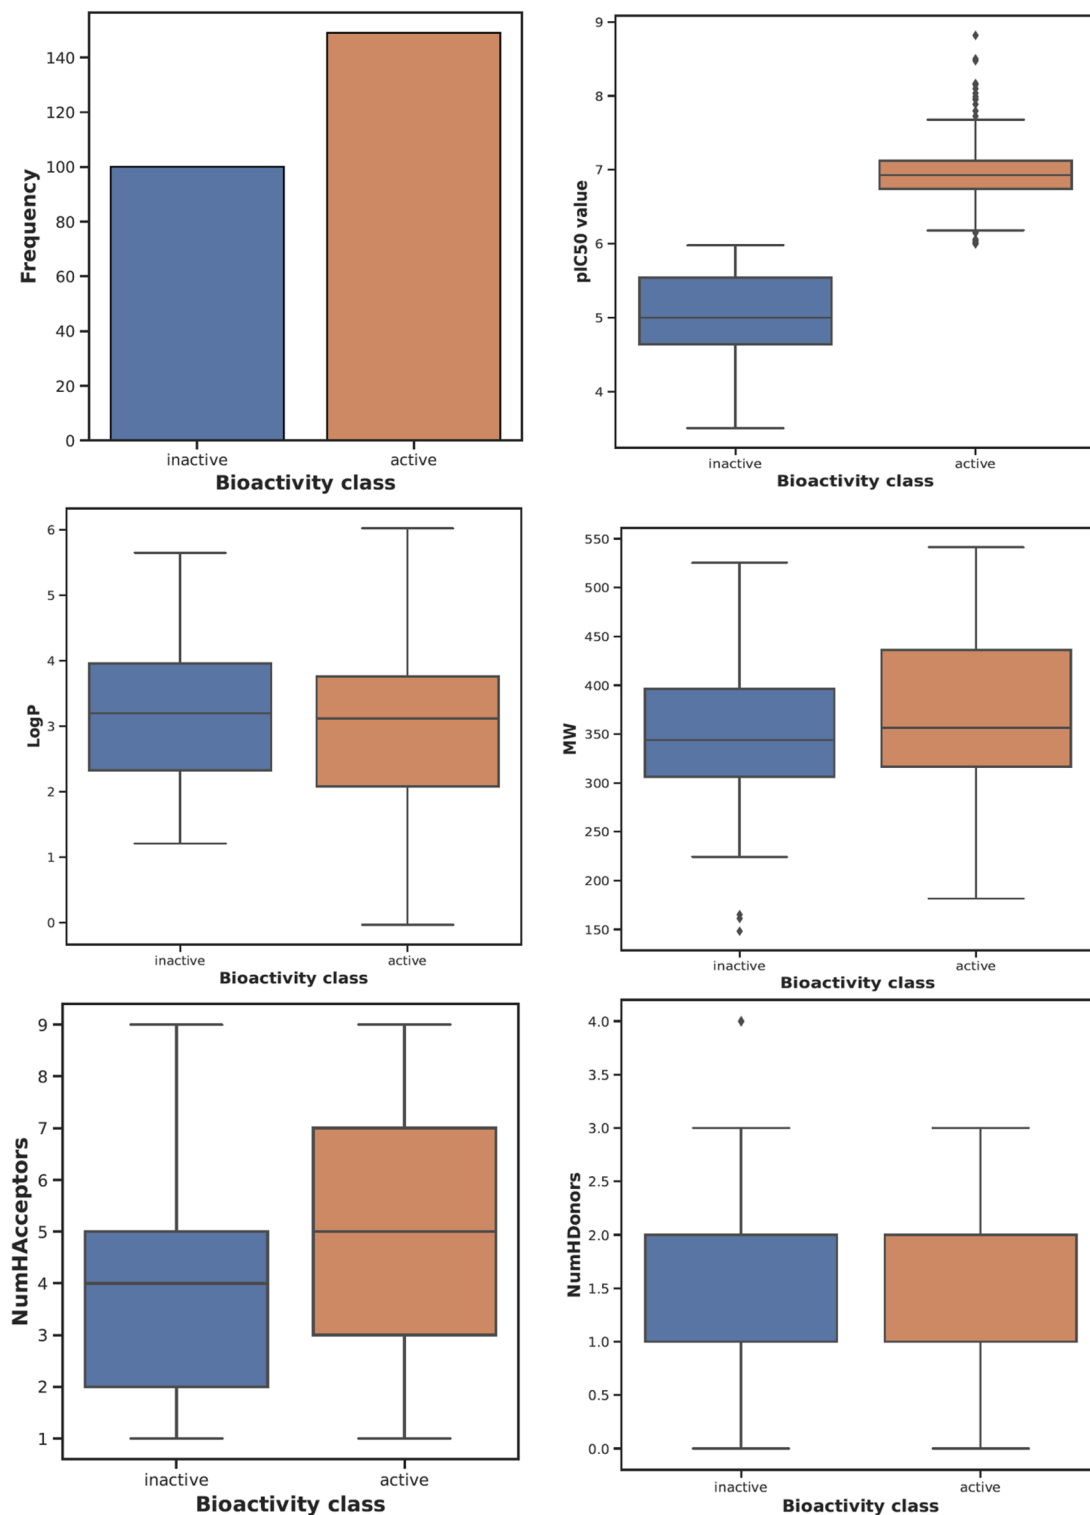 Frequency
140
120
100
80
60
40
20
0
inactive active
Bioactivity class
pIC50 value
9
8
7
6
5
4
inactive active
Bioactivity class
LogP
6
5
4
3
2
1
0
inactive active
Bioactivity class
MW
550
500
450
400
350
300
250
200
150
inactive active
Bioactivity class
NumHAcceptors
9
8
7
6
5
4
3
2
1
inactive active
Bioactivity class
NumHDonors
4.0
3.5
3.0
2.5
2.0
1.5
1.0
0.5
0.0
inactive active
Bioactivity class